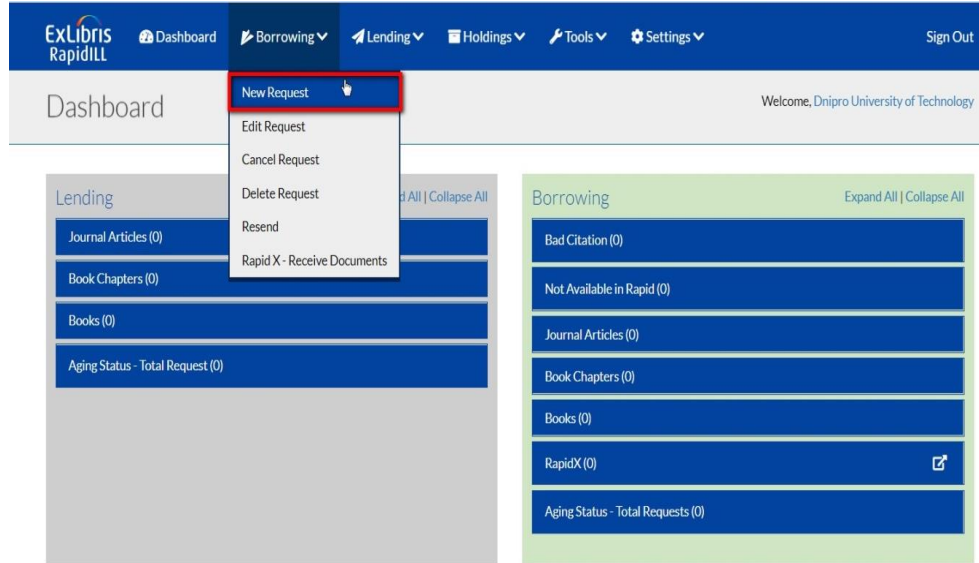 ExLibris
RapidILL
Dashboard Borrowing Lending Holdings Tools Settings Sign Out
Dashboard
Welcome, Dnipro University of Technology
New Request
Edit Request
Cancel Request
Delete Request
Resend
Rapid X - Receive Documents
Lending
d All | Collapse All
Journal Articles (0)
Book Chapters (0)
Books (0)
Aging Status - Total Request (0)
Borrowing
Expand All | Collapse All
Bad Citation (0)
Not Available in Rapid (0)
Journal Articles (0)
Book Chapters (0)
Books (0)
RapidX (0)
Aging Status - Total Requests (0)